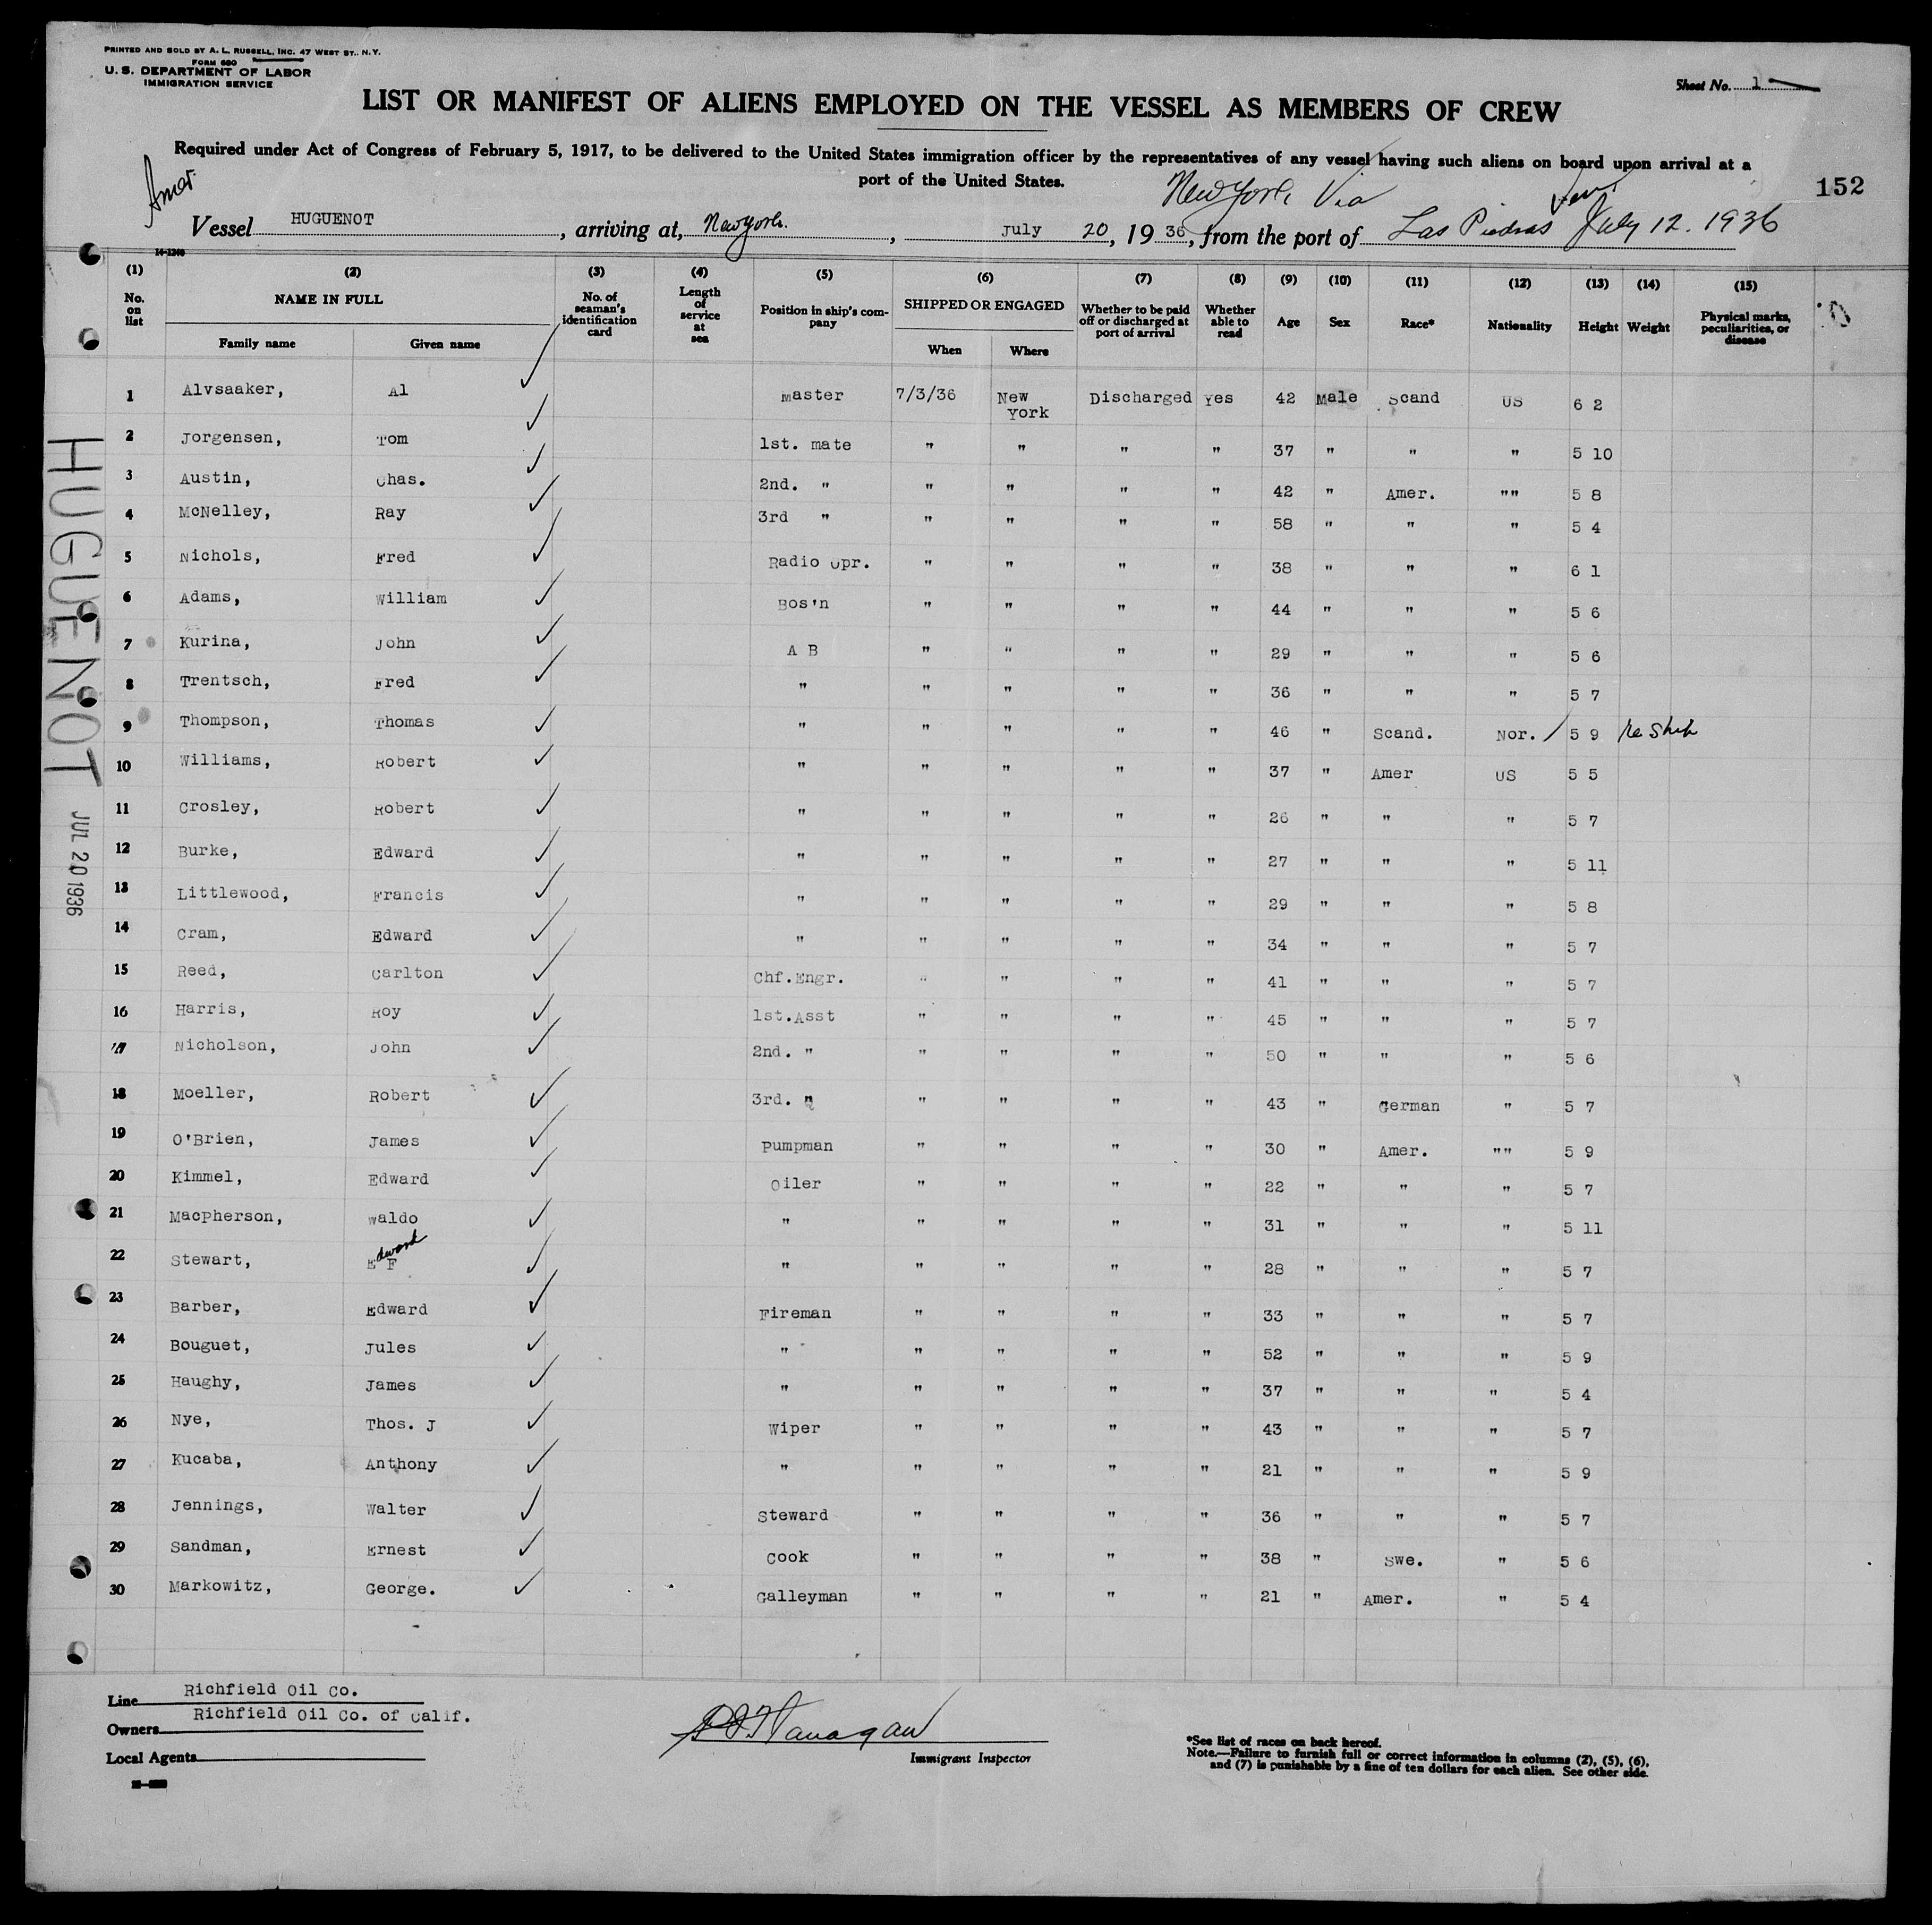 PRINTED AND SOLD BY A. L. RUSSELL, INC. 47 WEST ST., N.Y.
FORM 680
U. S. DEPARTMENT OF LABOR
IMMIGRATION SERVICE
Sheet No. 1
LIST OR MANIFEST OF ALIENS EMPLOYED ON THE VESSEL AS MEMBERS OF CREW
Required under Act of Congress of February 5, 1917, to be delivered to the United States immigration officer by the representatives of any vessel having such aliens on board upon arrival at a
port of the United States.
152
Amer.
New York Via
Ven
Vessel HUGUENOT, arriving at, New York, July 20, 19 36, from the port of Las Piedras July 12. 1936
14-1240
(1) (2) (3) (4) (5) (6) (7) (8) (9) (10) (11) (12) (13) (14) (15)
No. on list NAME IN FULL Family name Given name No. of seaman's identification card Length of service at sea Position in ship's company SHIPPED OR ENGAGED When Where Whether to be paid off or discharged at port of arrival Whether able to read Age Sex Race* Nationality Height Weight Physical marks, peculiarities, or disease
1 Alvsaaker, Al Master 7/3/36 New York Discharged Yes 42 Male Scand US 6 2
2 Jorgensen, Tom 1st. mate " " " " 37 " " " 5 10
3 Austin, Chas. 2nd. " " " " " 42 " Amer. "" 5 8
4 McNelley, Ray 3rd " " " " " 58 " " " 5 4
5 Nichols, Fred Radio Opr. " " " " 38 " " " 6 1
6 Adams, William Bos'n " " " " 44 " " " 5 6
7 Kurina, John A B " " " " 29 " " " 5 6
8 Trentsch, Fred " " " " " 36 " " " 5 7
9 Thompson, Thomas " " " " " 46 " Scand. Nor. 5 9 Re Ship
10 Williams, Robert " " " " " 37 " Amer US 5 5
11 Crosley, Robert " " " " " 26 " " " 5 7
12 Burke, Edward " " " " " 27 " " " 5 11
13 Littlewood, Francis " " " " " 29 " " " 5 8
14 Cram, Edward " " " " " 34 " " " 5 7
15 Reed, Carlton Chf.Engr. " " " " 41 " " " 5 7
16 Harris, Roy 1st.Asst " " " " 45 " " " 5 7
17 Nicholson, John 2nd. " " " " " 50 " " " 5 6
18 Moeller, Robert 3rd. " " " " " 43 " German " 5 7
19 O'Brien, James Pumpman " " " " 30 " Amer. "" 5 9
20 Kimmel, Edward Oiler " " " " 22 " " " 5 7
21 Macpherson, Waldo " " " " " 31 " " " 5 11
22 Stewart, Edward F " " " " " 28 " " " 5 7
23 Barber, Edward Fireman " " " " 33 " " " 5 7
24 Bouguet, Jules " " " " " 52 " " " 5 9
25 Haughy, James " " " " " 37 " " " 5 4
26 Nye, Thos. J Wiper " " " " 43 " " " 5 7
27 Kucaba, Anthony " " " " " 21 " " " 5 9
28 Jennings, Walter Steward " " " " 36 " " " 5 7
29 Sandman, Ernest Cook " " " " 38 " Swe. " 5 6
30 Markowitz, George. Galleyman " " " " 21 " Amer. " 5 4
HUGUENOT
JUL 20 1936
Line Richfield Oil Co.
Owners Richfield Oil Co. of Calif.
Local Agents
Flanagan
Immigrant Inspector
*See list of races on back hereof.
Note.—Failure to furnish full or correct information in columns (2), (5), (6),
and (7) is punishable by a fine of ten dollars for each alien. See other side.